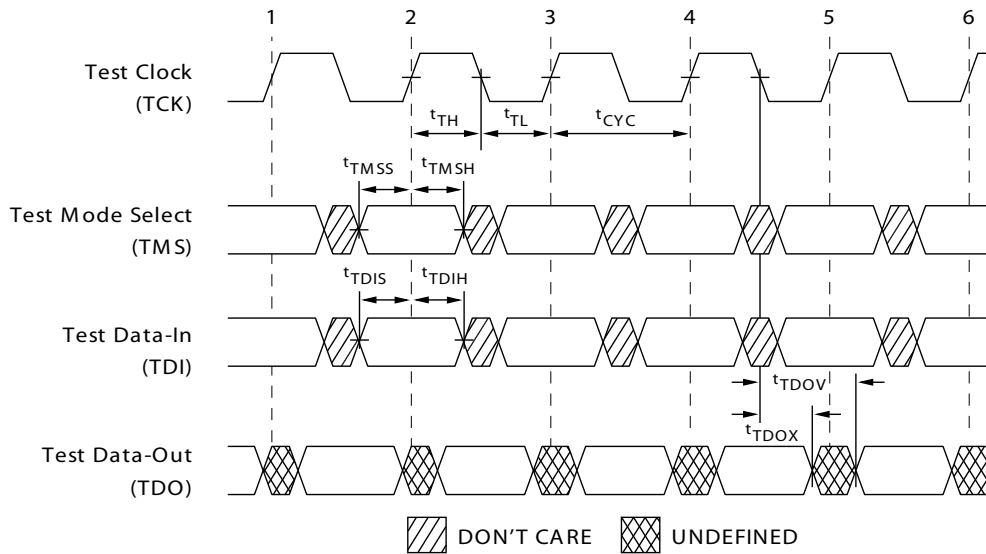 1 2 3 4 5 6
Test Clock
(TCK)
tTH tTL tCYC
tTMSS tTMSH
Test Mode Select
(TMS)
tTDIS tTDIH
Test Data-In
(TDI)
tTDOV
tTDOX
Test Data-Out
(TDO)
DON'T CARE UNDEFINED